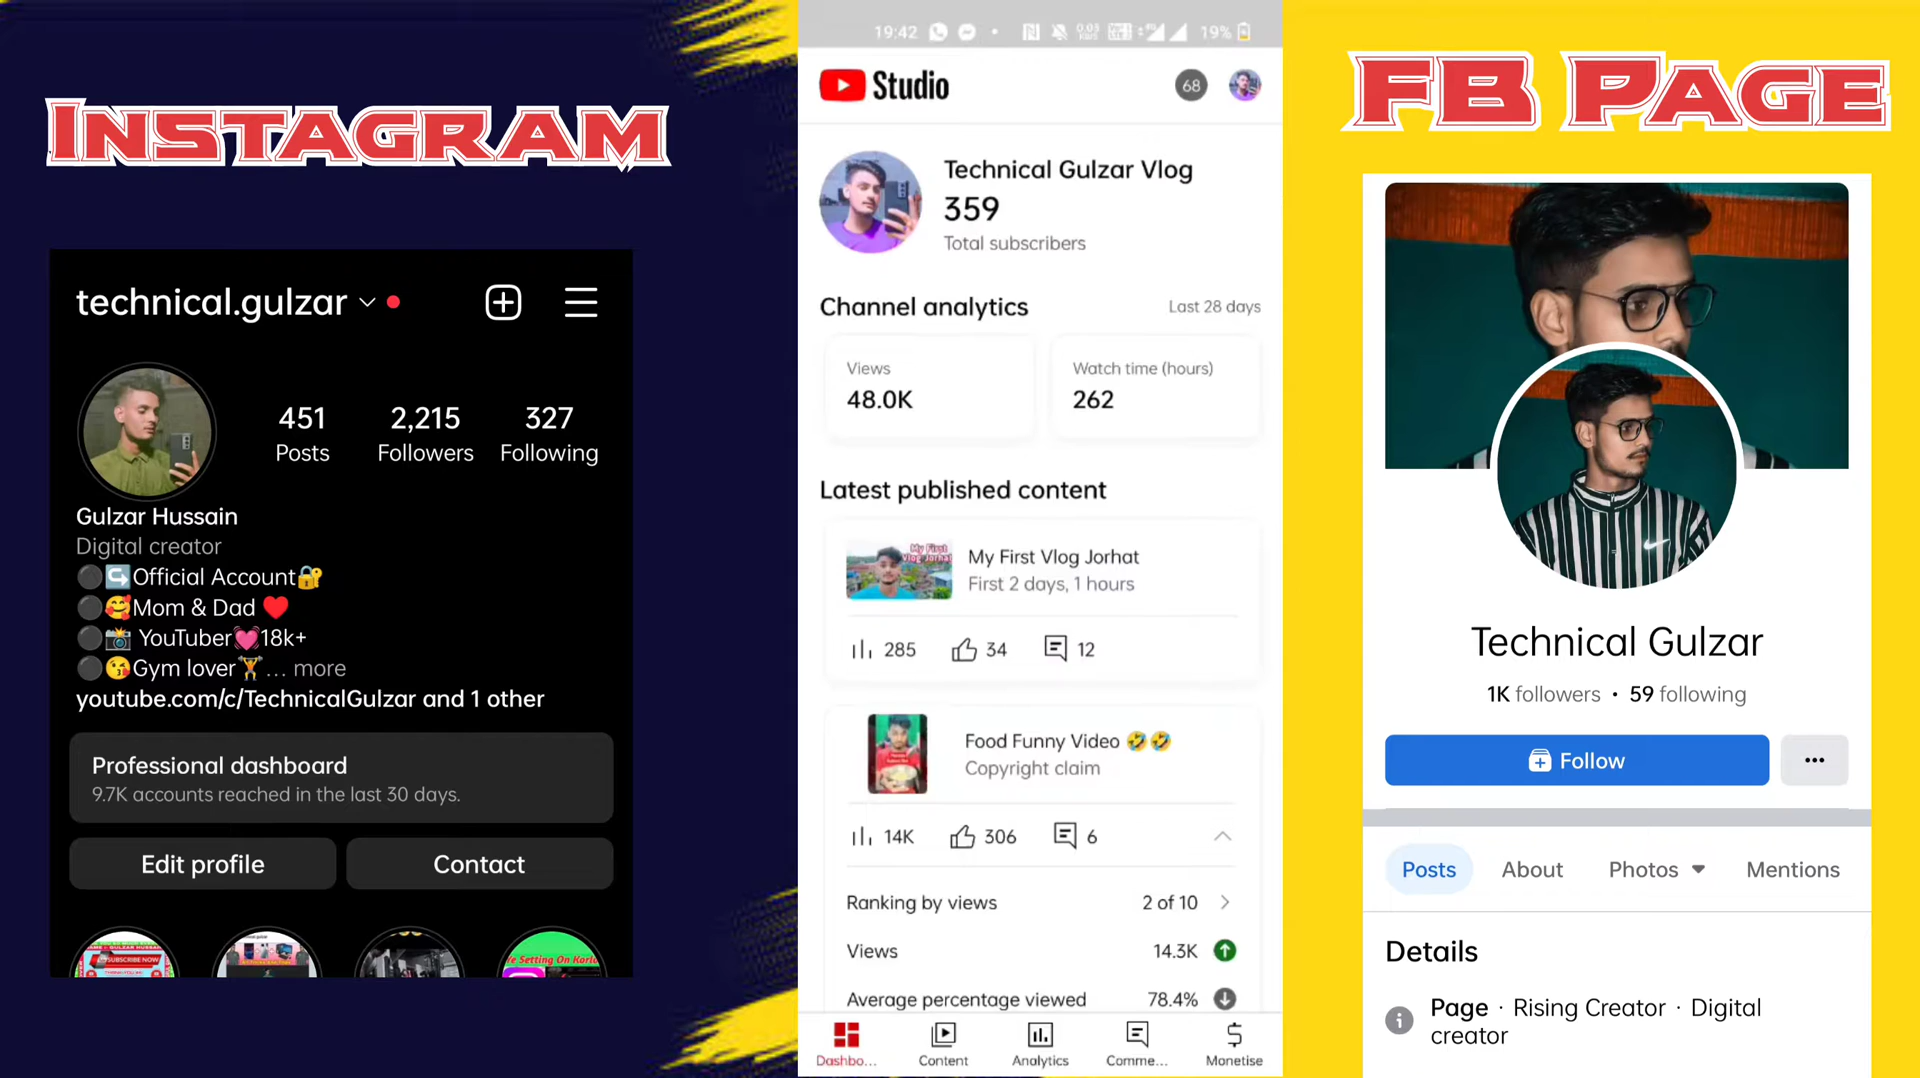 Instagram
technical.gulzar
451
Posts
2,215
Followers
327
Following
Gulzar Hussain
Digital creator
⚫↪️Official Account🔐
⚫🥰Mom & Dad ❤️
⚫📸 YouTuber💓18k+
⚫😘Gym lover🏋... more
youtube.com/c/TechnicalGulzar and 1 other
Professional dashboard
9.7K accounts reached in the last 30 days.
Edit profile
Contact
SUBSCRIBE NOW
19:42
19%
Studio
68
Technical Gulzar Vlog
359
Total subscribers
Channel analytics
Last 28 days
Views
48.0K
Watch time (hours)
262
Latest published content
My First
Vlog Jorhat
My First Vlog Jorhat
First 2 days, 1 hours
285
34
12
Food Funny Video 🤣🤣
Copyright claim
14K
306
6
Ranking by views
2 of 10
Views
14.3K
Average percentage viewed
78.4%
Dashbo...
Content
Analytics
Comme...
Monetise
FB Page
Technical Gulzar
1K followers • 59 following
Follow
Posts
About
Photos
Mentions
Details
Page · Rising Creator · Digital
creator